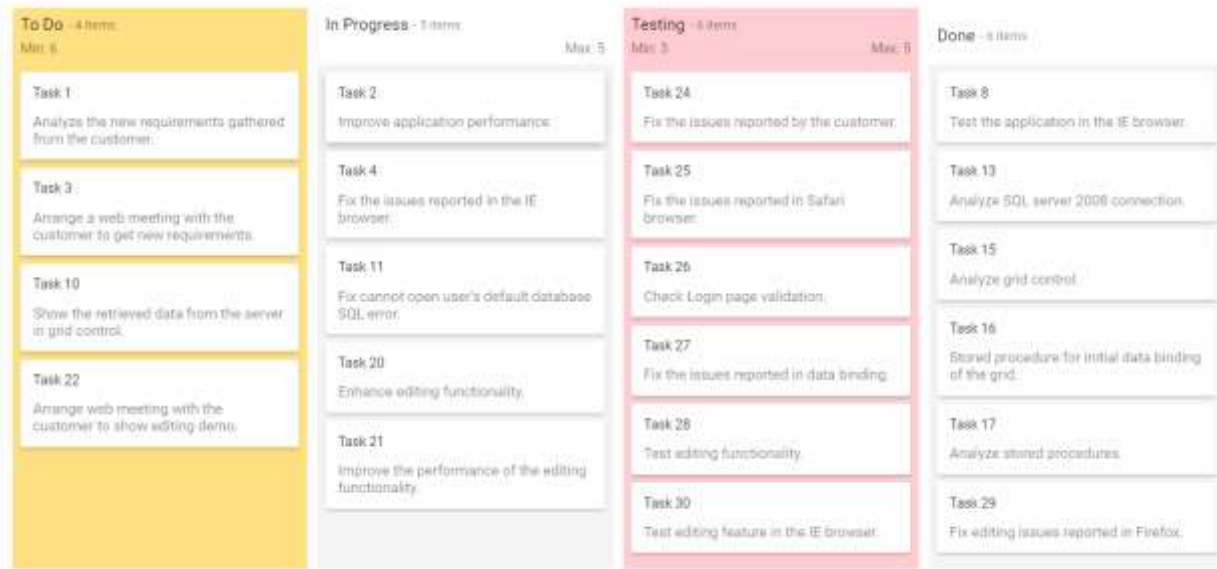 To Do - 4 items
Min: 6
Task 1
Analyze the new requirements gathered
from the customer.
Task 3
Arrange a web meeting with the
customer to get new requirements.
Task 10
Show the retrieved data from the server
in grid control.
Task 22
Arrange web meeting with the
customer to show editing demo.
In Progress - 5 items
Max: 5
Task 2
Improve application performance
Task 4
Fix the issues reported in the IE
browser.
Task 11
Fix cannot open user's default database
SQL error.
Task 20
Enhance editing functionality.
Task 21
Improve the performance of the editing
functionality.
Testing - 6 items
Min: 3 Max: 5
Task 24
Fix the issues reported by the customer.
Task 25
Fix the issues reported in Safari
browser.
Task 26
Check Login page validation.
Task 27
Fix the issues reported in data binding.
Task 28
Test editing functionality.
Task 30
Test editing feature in the IE browser.
Done - 6 items
Task 8
Test the application in the IE browser.
Task 13
Analyze SQL server 2008 connection.
Task 15
Analyze grid control.
Task 16
Stored procedure for initial data binding
of the grid.
Task 17
Analyze stored procedures.
Task 29
Fix editing issues reported in Firefox.